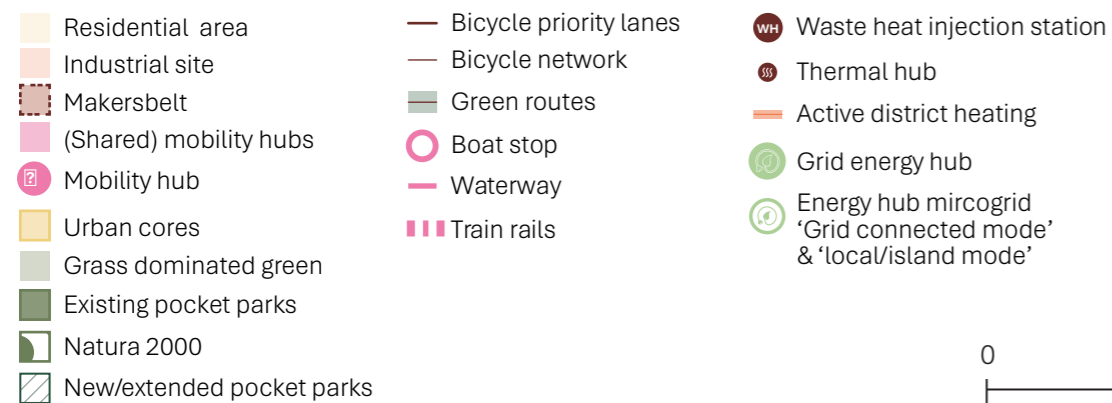 Residential area
Industrial site
Makersbelt
(Shared) mobility hubs
?
Mobility hub
Urban cores
Grass dominated green
Existing pocket parks
Natura 2000
New/extended pocket parks
Bicycle priority lanes
Bicycle network
Green routes
Boat stop
Waterway
Train rails
WH
Waste heat injection station
Thermal hub
Active district heating
Grid energy hub
Energy hub mircogrid
‘Grid connected mode’
& ‘local/island mode’
0